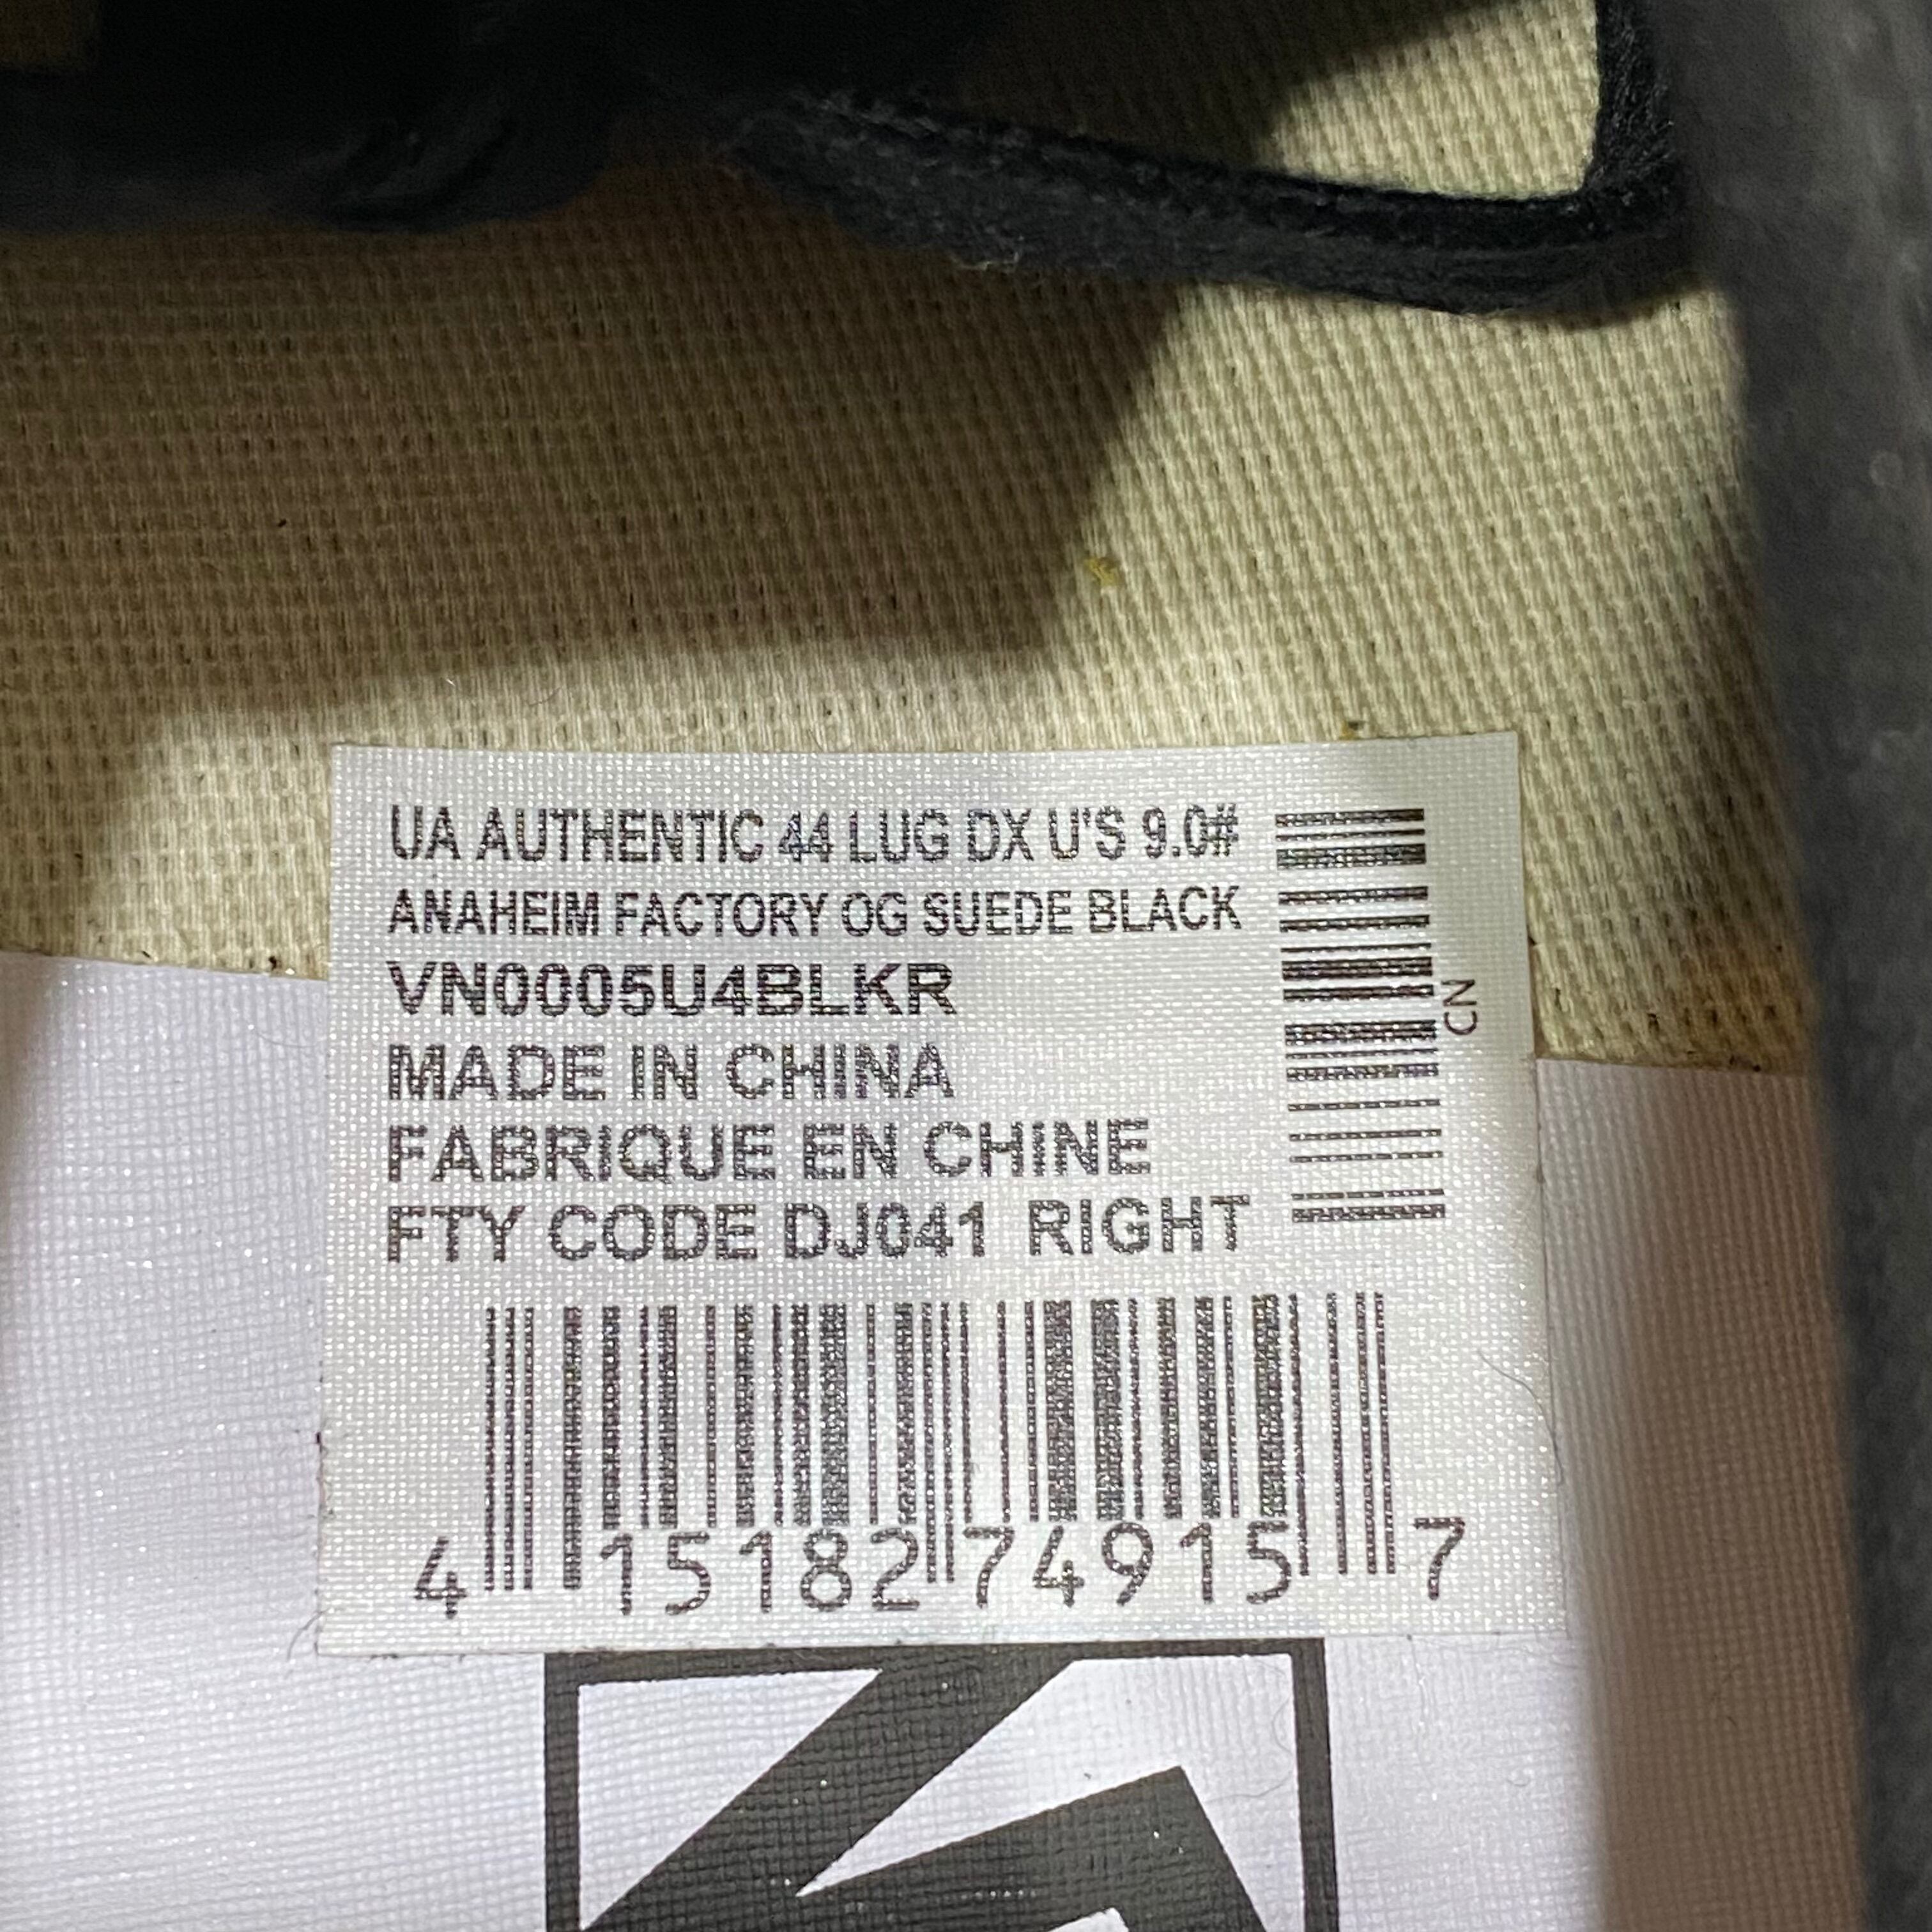 UA AUTHENTIC 44 LUG DX U'S 9.0#
ANAHEIM FACTORY OG SUEDE BLACK
VN0005U4BLKR
MADE IN CHINA
FABRIQUE EN CHINE
FTY CODE DJ041 RIGHT
CN
4 15182 74915 7